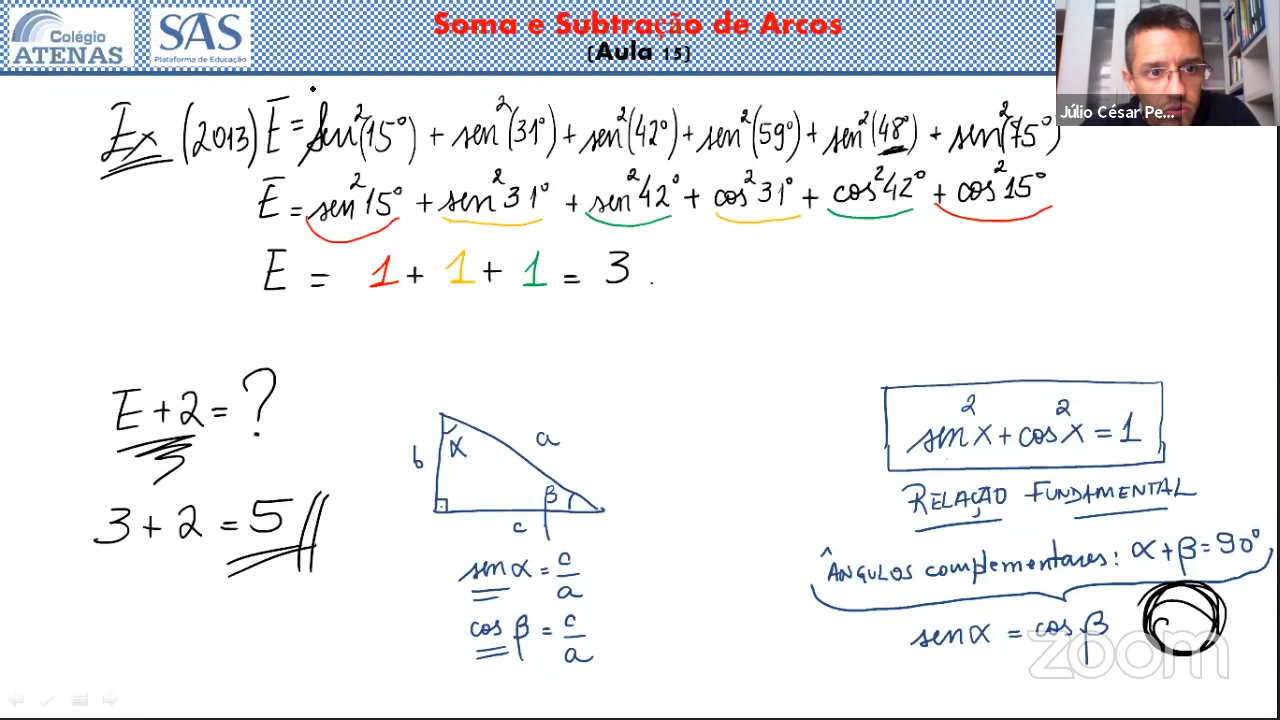 Colégio
ATENAS
SAS
Plataforma de Educação
Soma e Subtração de Arcos
(Aula 15)
Júlio César Pe...
Ex (2013) E = sen²(15°) + sen²(31°) + sen²(42°) + sen²(59°) + sen²(48°) + sen²(75°)
E = sen²15° + sen²31° + sen²42° + cos²31° + cos²42° + cos²15°
E = 1 + 1 + 1 = 3.
E + 2 = ?
3 + 2 = 5
b α a
β
c
sen α = c/a
cos β = c/a
sen²x + cos²x = 1
RELAÇÃO FUNDAMENTAL
ÂNGULOS complementares: α + β = 90°
sen α = cos β
zoom